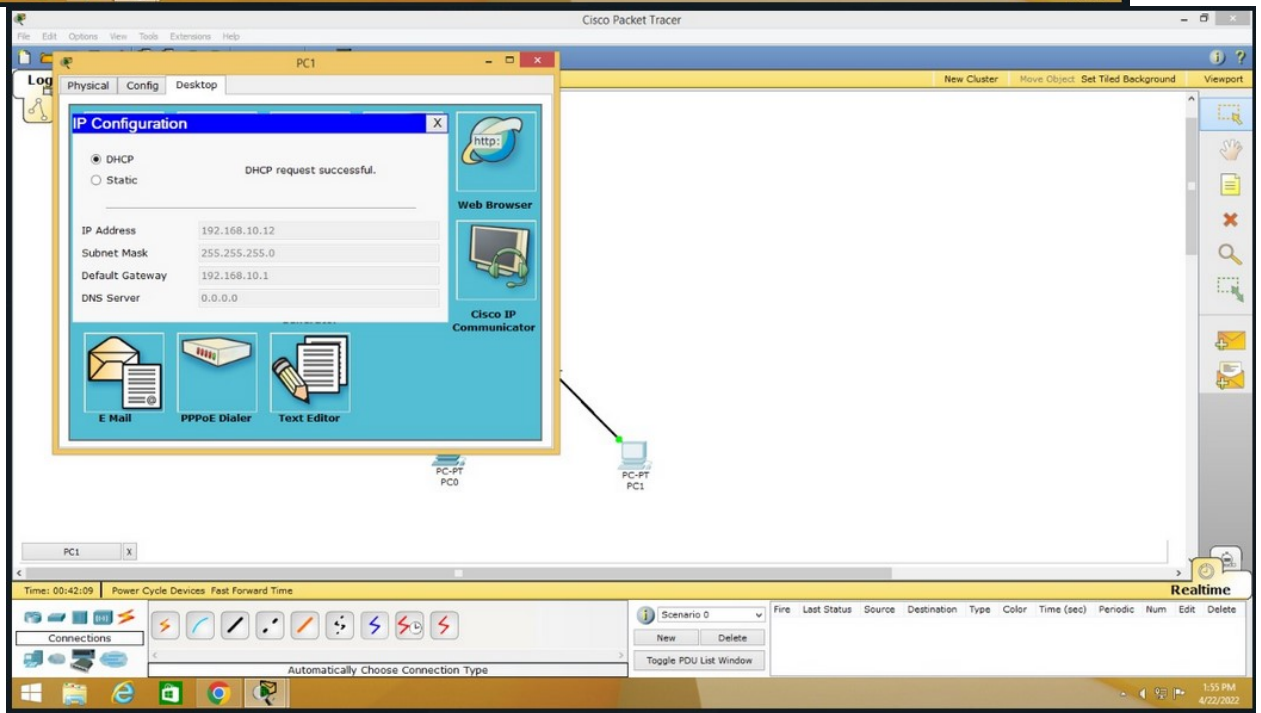 Cisco Packet Tracer
File Edit Options View Tools Extensions Help
PC1
Log
New Cluster Move Object Set Tiled Background Viewport
Physical Config Desktop
IP Configuration X
http:
DHCP
DHCP request successful.
Static
Web Browser
IP Address 192.168.10.12
Subnet Mask 255.255.255.0
Default Gateway 192.168.10.1
DNS Server 0.0.0.0
Cisco IP
Communicator
E Mail PPPoE Dialer Text Editor
PC-PT
PC0
PC-PT
PC1
PC1 X
Time: 00:42:09 Power Cycle Devices Fast Forward Time Realtime
Scenario 0 Fire Last Status Source Destination Type Color Time (sec) Periodic Num Edit Delete
Connections
New Delete
Toggle PDU List Window
Automatically Choose Connection Type
1:55 PM
4/22/2022